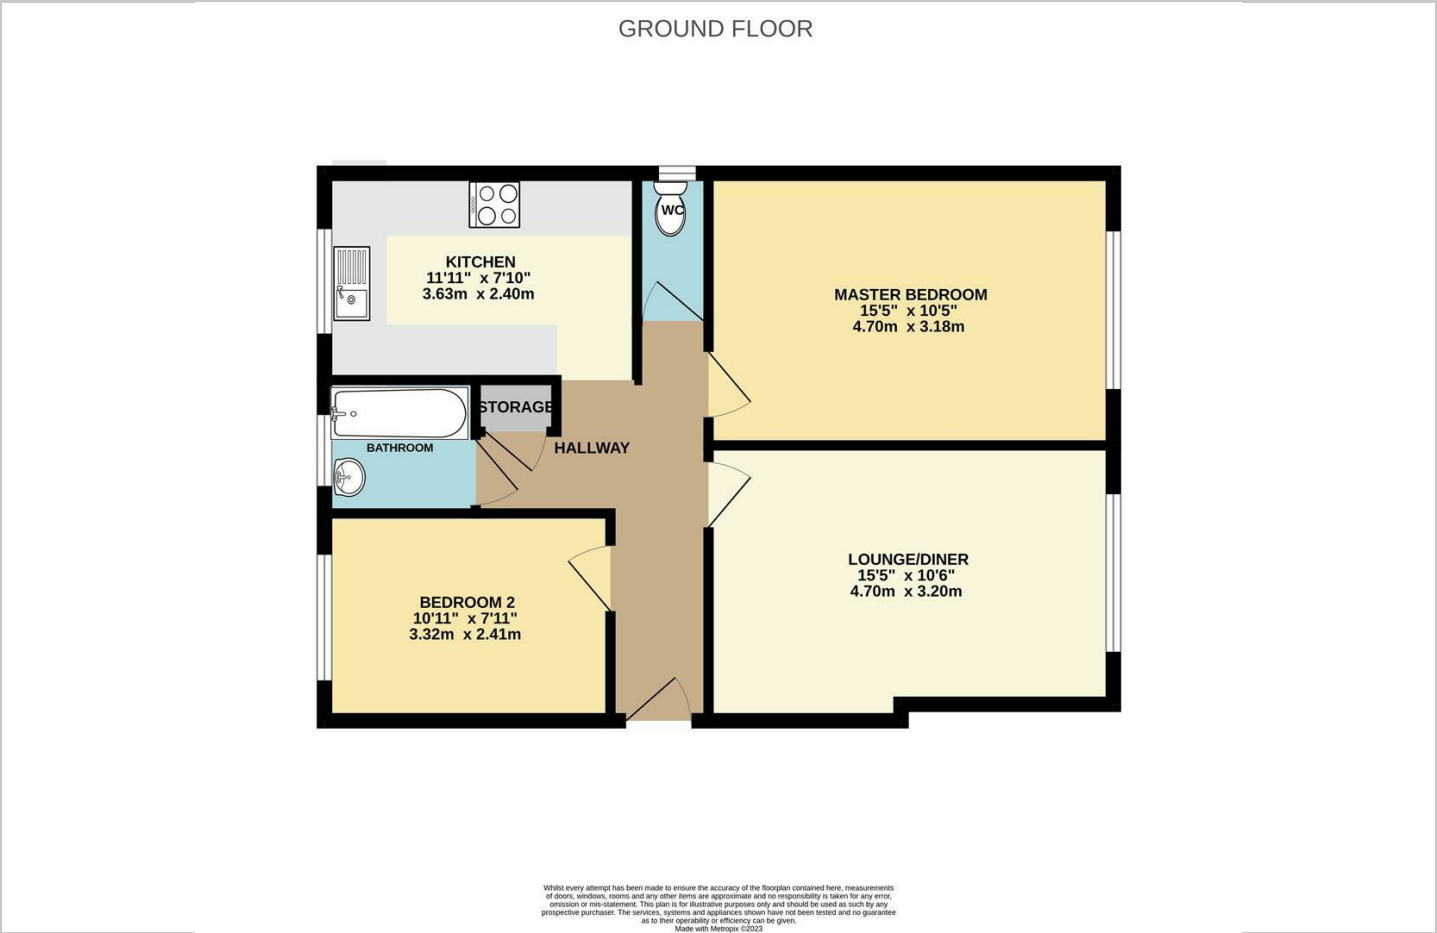 GROUND FLOOR
KITCHEN
11'11" x 7'10"
3.63m x 2.40m
WC
MASTER BEDROOM
15'5" x 10'5"
4.70m x 3.18m
STORAGE
BATHROOM
HALLWAY
LOUNGE/DINER
15'5" x 10'6"
4.70m x 3.20m
BEDROOM 2
10'11" x 7'11"
3.32m x 2.41m
Whilst every attempt has been made to ensure the accuracy of the floorplan contained here, measurements
of doors, windows, rooms and any other items are approximate and no responsibility is taken for any error,
omission or mis-statement. This plan is for illustrative purposes only and should be used as such by any
prospective purchaser. The services, systems and appliances shown have not been tested and no guarantee
as to their operability or efficiency can be given.
Made with Metropix ©2023